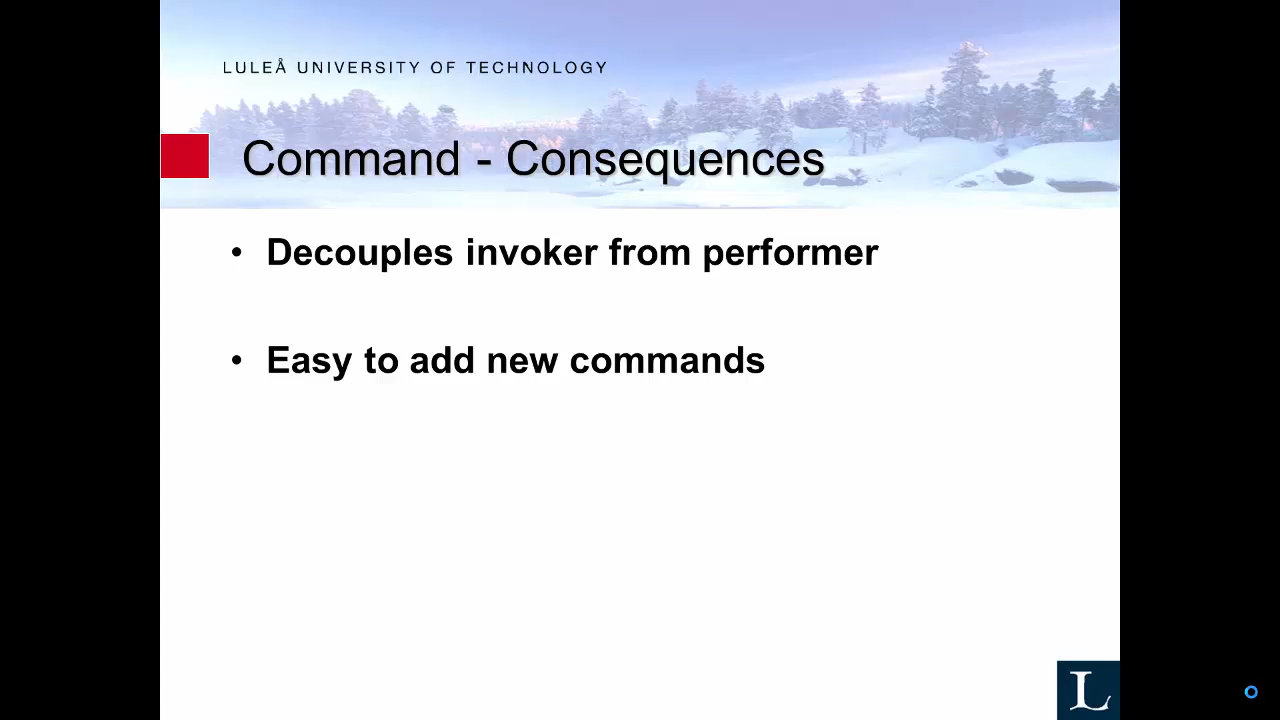 LULEÅ UNIVERSITY OF TECHNOLOGY
Command - Consequences
• Decouples invoker from performer
• Easy to add new commands
L